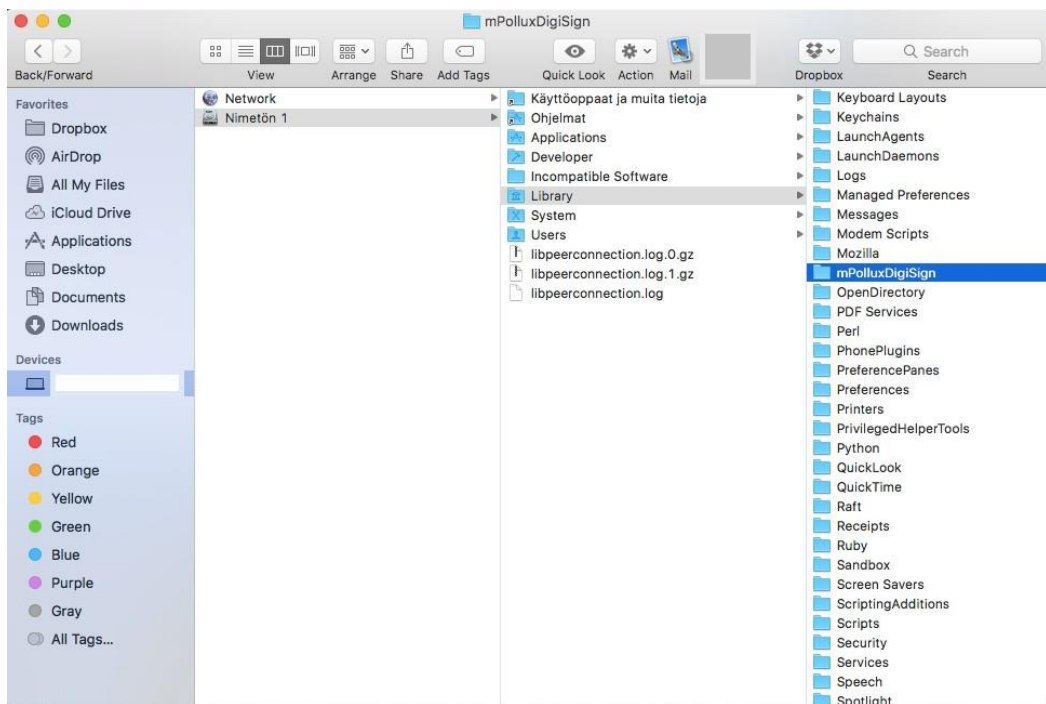 mPolluxDigiSign
Back/Forward
View
Arrange
Share
Add Tags
Quick Look
Action
Mail
Dropbox
Search
Search
Favorites
Dropbox
AirDrop
All My Files
iCloud Drive
Applications
Desktop
Documents
Downloads
Devices
Tags
Red
Orange
Yellow
Green
Blue
Purple
Gray
All Tags...
Network
Nimetön 1
Käyttöoppaat ja muita tietoja
Ohjelmat
Applications
Developer
Incompatible Software
Library
System
Users
libpeerconnection.log.0.gz
libpeerconnection.log.1.gz
libpeerconnection.log
Keyboard Layouts
Keychains
LaunchAgents
LaunchDaemons
Logs
Managed Preferences
Messages
Modem Scripts
Mozilla
mPolluxDigiSign
OpenDirectory
PDF Services
Perl
PhonePlugins
PreferencePanes
Preferences
Printers
PrivilegedHelperTools
Python
QuickLook
QuickTime
Raft
Receipts
Ruby
Sandbox
Screen Savers
ScriptingAdditions
Scripts
Security
Services
Speech
Spotlight